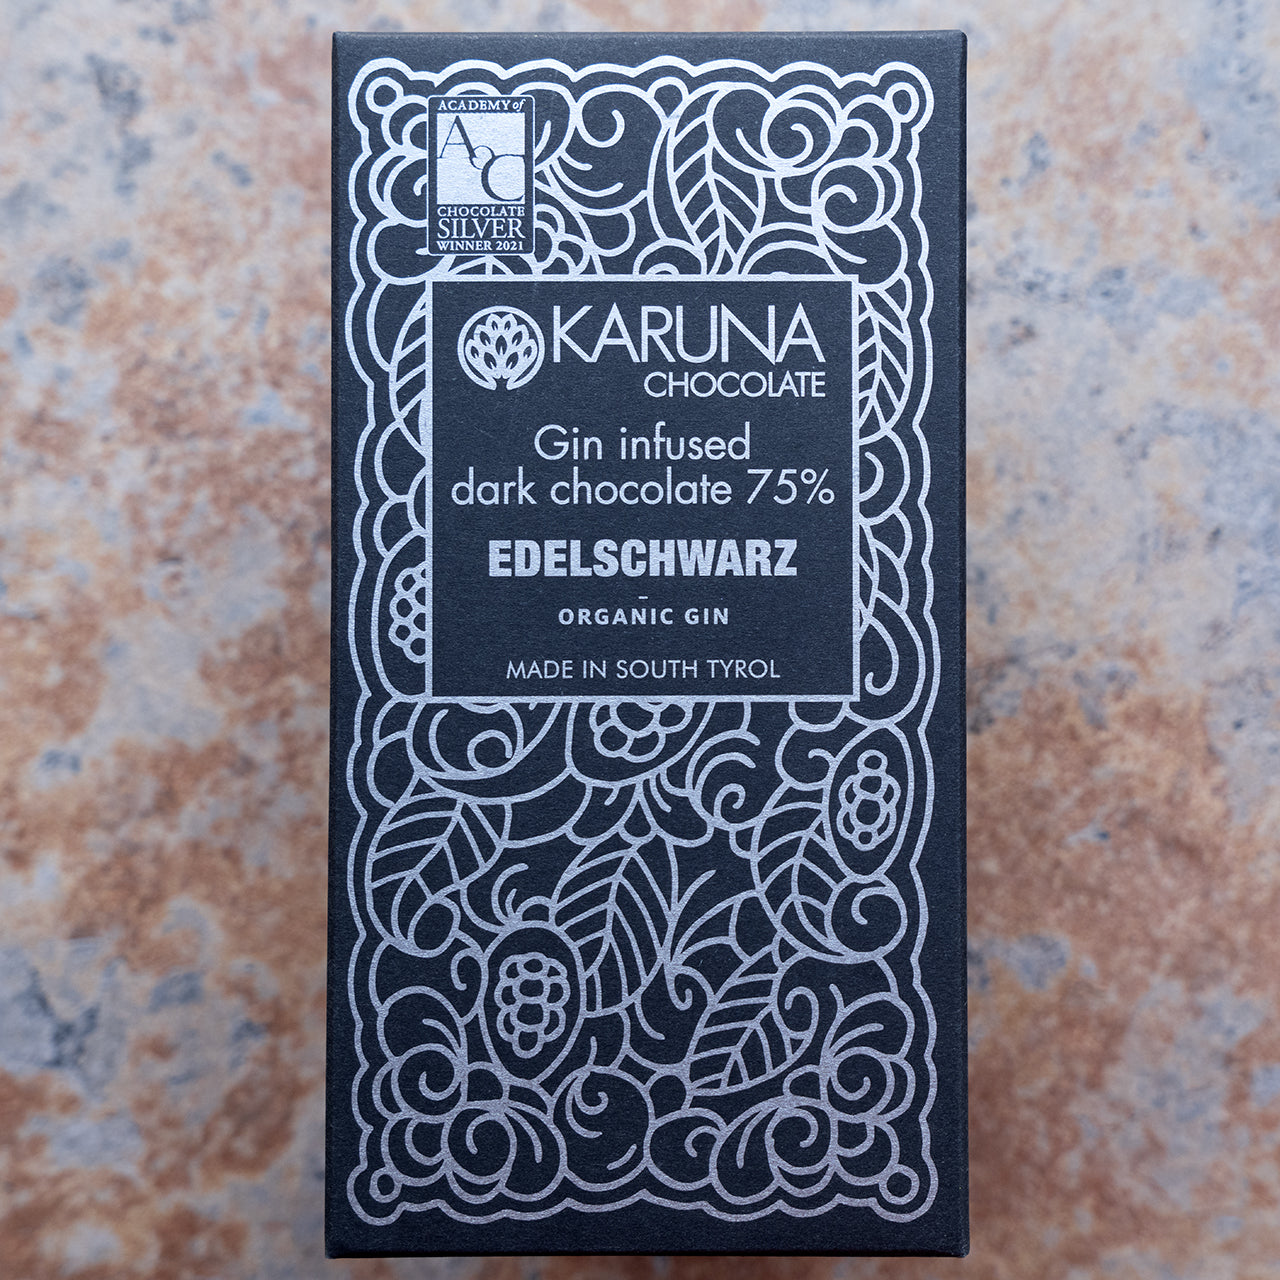 ACADEMY of
AoC
CHOCOLATE
SILVER
WINNER 2021
KARUNA
CHOCOLATE
Gin infused
dark chocolate 75%
EDELSCHWARZ
-
ORGANIC GIN
MADE IN SOUTH TYROL